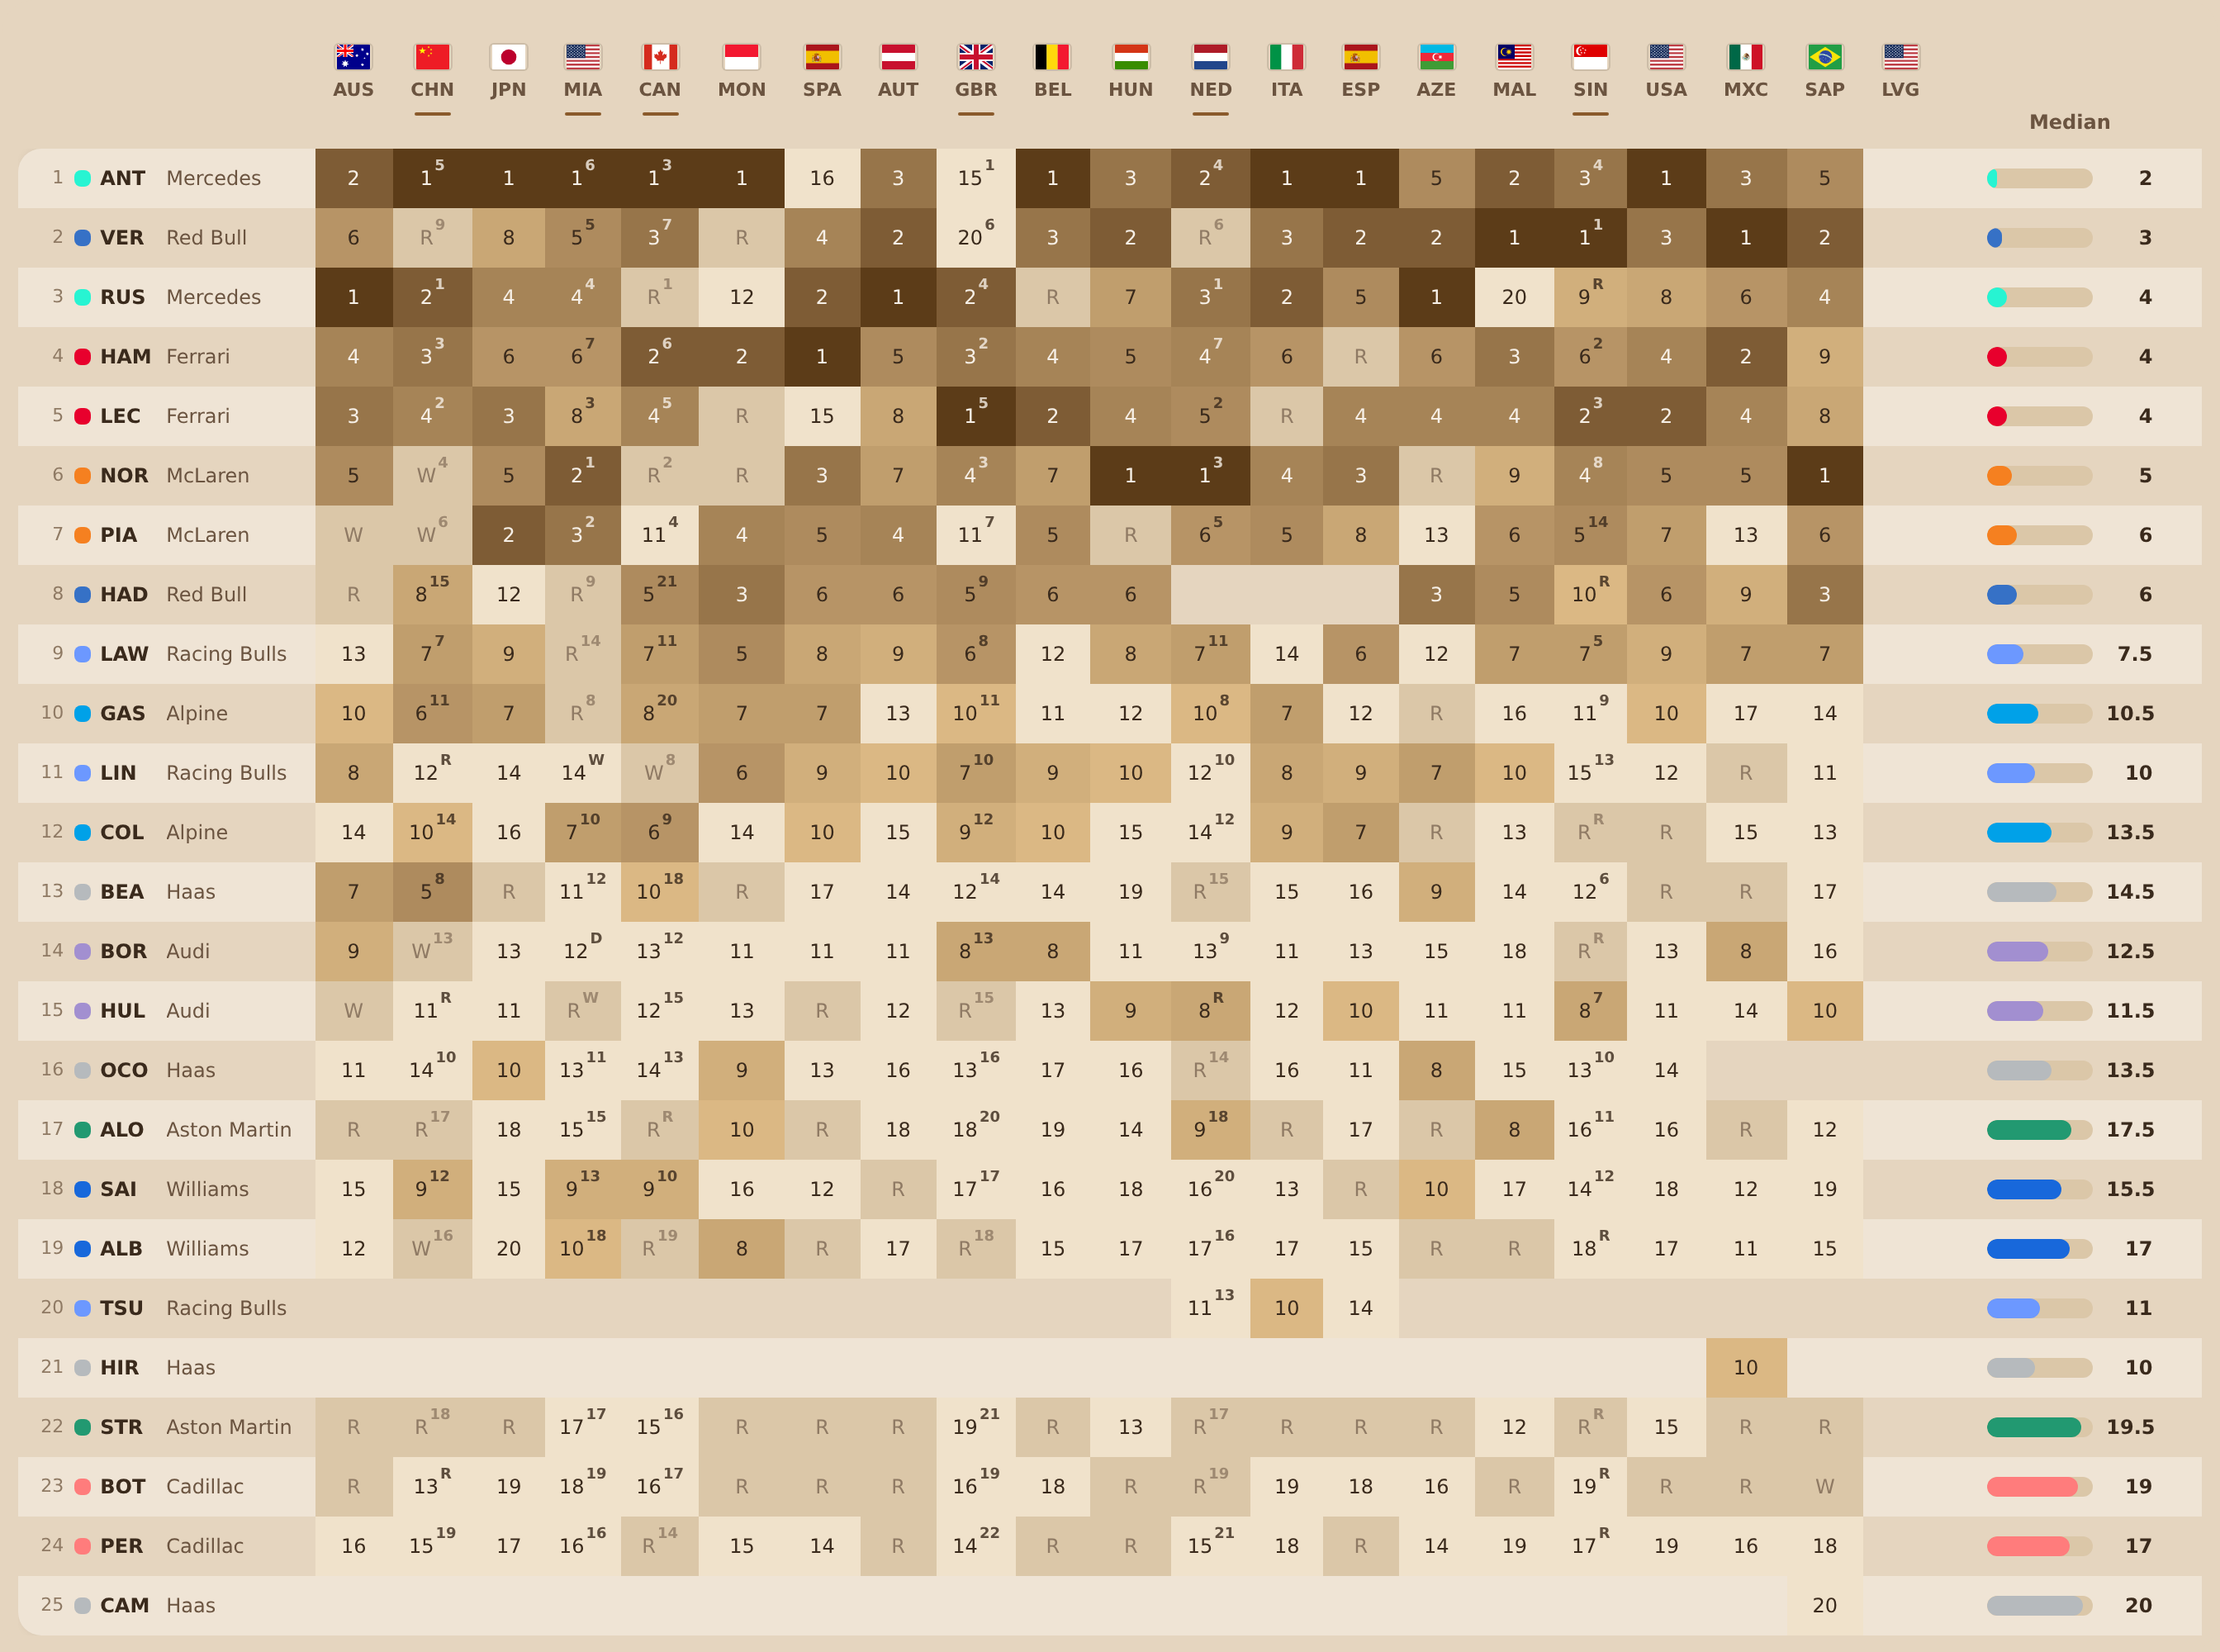 AUS CHN JPN MIA CAN MON SPA AUT GBR BEL HUN NED ITA ESP AZE MAL SIN USA MXC SAP LVG
Median
1 ANT Mercedes 2 1 5 1 1 6 1 3 1 16 3 15 1 1 3 2 4 1 1 5 2 3 4 1 3 5 2
2 VER Red Bull 6 R 9 8 5 5 3 7 R 4 2 20 6 3 2 R 6 3 2 2 1 1 1 3 1 2 3
3 RUS Mercedes 1 2 1 4 4 4 R 1 12 2 1 2 4 R 7 3 1 2 5 1 20 9 R 8 6 4 4
4 HAM Ferrari 4 3 3 6 6 7 2 6 2 1 5 3 2 4 5 4 7 6 R 6 3 6 2 4 2 9 4
5 LEC Ferrari 3 4 2 3 8 3 4 5 R 15 8 1 5 2 4 5 2 R 4 4 4 2 3 2 4 8 4
6 NOR McLaren 5 W 4 5 2 1 R 2 R 3 7 4 3 7 1 1 3 4 3 R 9 4 8 5 5 1 5
7 PIA McLaren W W 6 2 3 2 11 4 4 5 4 11 7 5 R 6 5 5 8 13 6 5 14 7 13 6 6
8 HAD Red Bull R 8 15 12 R 9 5 21 3 6 6 5 9 6 6 3 5 10 R 6 9 3 6
9 LAW Racing Bulls 13 7 7 9 R 14 7 11 5 8 9 6 8 12 8 7 11 14 6 12 7 7 5 9 7 7 7.5
10 GAS Alpine 10 6 11 7 R 8 8 20 7 7 13 10 11 11 12 10 8 7 12 R 16 11 9 10 17 14 10.5
11 LIN Racing Bulls 8 12 R 14 14 W W 8 6 9 10 7 10 9 10 12 10 8 9 7 10 15 13 12 R 11 10
12 COL Alpine 14 10 14 16 7 10 6 9 14 10 15 9 12 10 15 14 12 9 7 R 13 R R R 15 13 13.5
13 BEA Haas 7 5 8 R 11 12 10 18 R 17 14 12 14 14 19 R 15 15 16 9 14 12 6 R R 17 14.5
14 BOR Audi 9 W 13 13 12 D 13 12 11 11 11 8 13 8 11 13 9 11 13 15 18 R R 13 8 16 12.5
15 HUL Audi W 11 R 11 R W 12 15 13 R 12 R 15 13 9 8 R 12 10 11 11 8 7 11 14 10 11.5
16 OCO Haas 11 14 10 10 13 11 14 13 9 13 16 13 16 17 16 R 14 16 11 8 15 13 10 14 13.5
17 ALO Aston Martin R R 17 18 15 15 R R 10 R 18 18 20 19 14 9 18 R 17 R 8 16 11 16 R 12 17.5
18 SAI Williams 15 9 12 15 9 13 9 10 16 12 R 17 17 16 18 16 20 13 R 10 17 14 12 18 12 19 15.5
19 ALB Williams 12 W 16 20 10 18 R 19 8 R 17 R 18 15 17 17 16 17 15 R R 18 R 17 11 15 17
20 TSU Racing Bulls 11 13 10 14 11
21 HIR Haas 10 10
22 STR Aston Martin R R 18 R 17 17 15 16 R R R 19 21 R 13 R 17 R R R 12 R R 15 R R 19.5
23 BOT Cadillac R 13 R 19 18 19 16 17 R R R 16 19 18 R R 19 19 18 16 R 19 R R R W 19
24 PER Cadillac 16 15 19 17 16 16 R 14 15 14 R 14 22 R R 15 21 18 R 14 19 17 R 19 16 18 17
25 CAM Haas 20 20